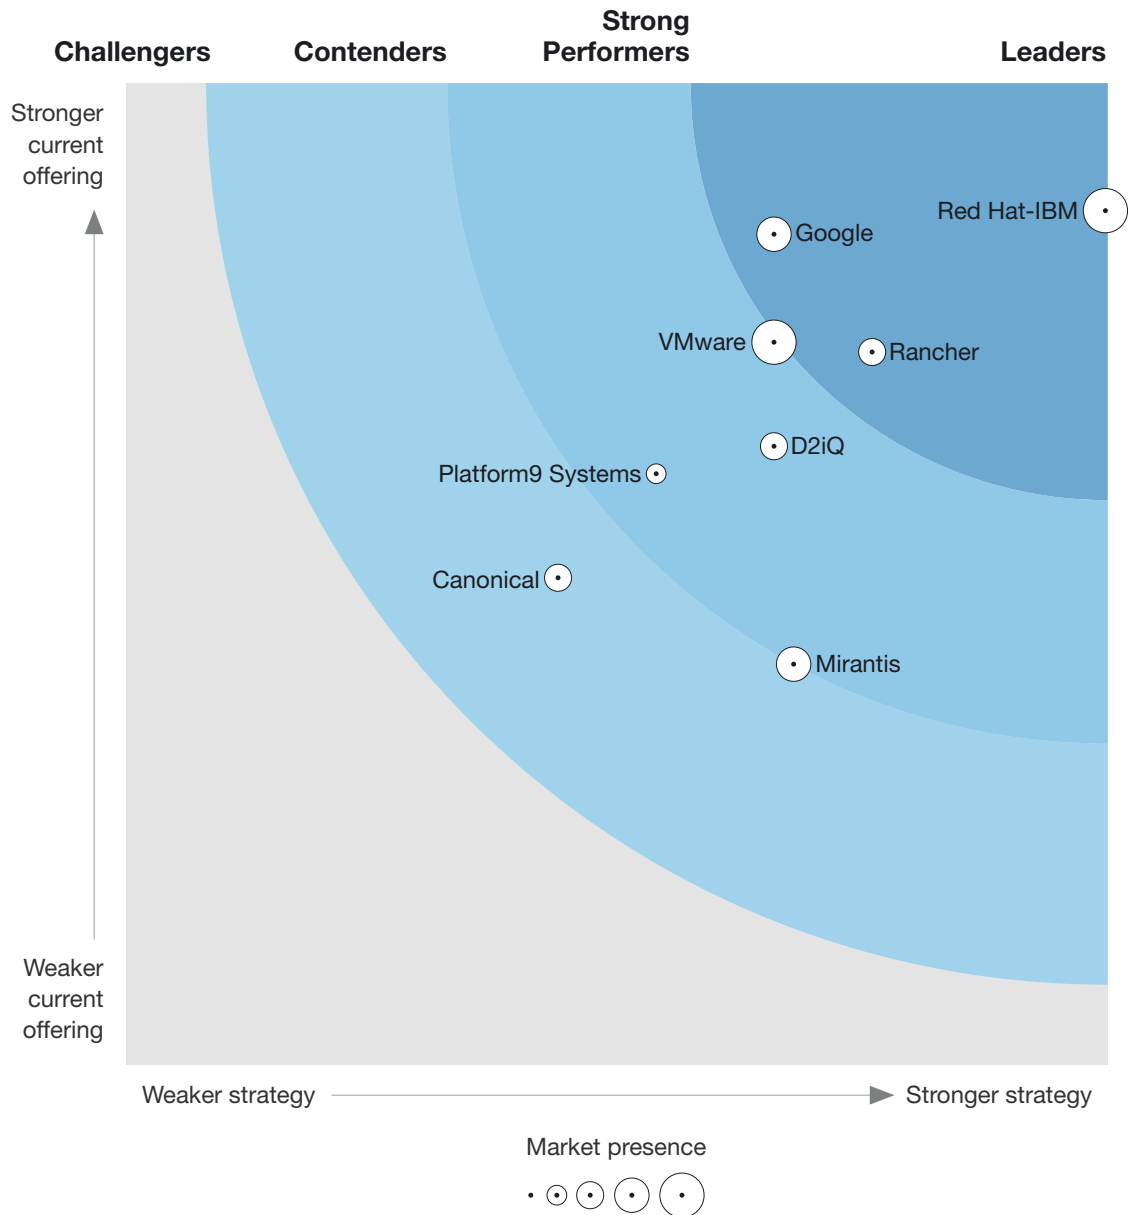 Challengers
Contenders
Strong
Performers
Leaders
Stronger
current
offering
Red Hat-IBM
Google
VMware
Rancher
D2iQ
Platform9 Systems
Canonical
Mirantis
Weaker
current
offering
Weaker strategy
Stronger strategy
Market presence